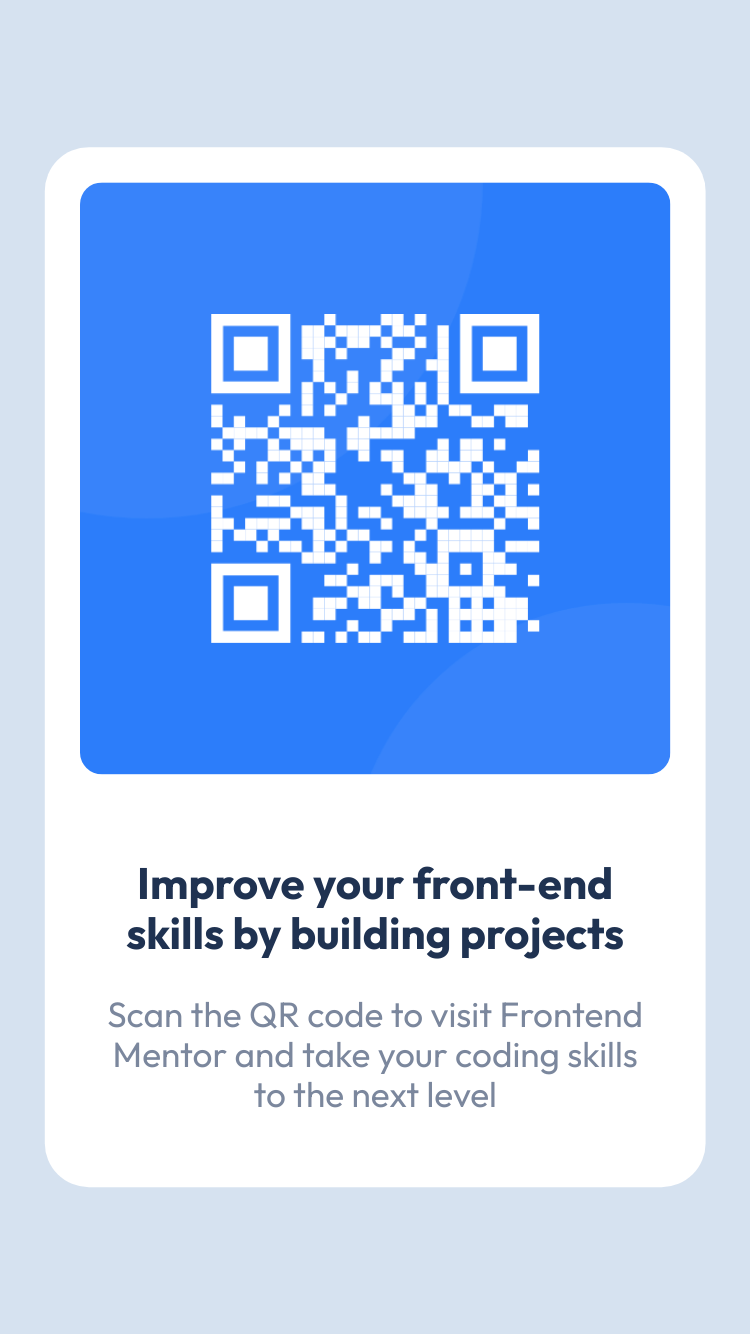 Improve your front-end
skills by building projects
Scan the QR code to visit Frontend
Mentor and take your coding skills
to the next level